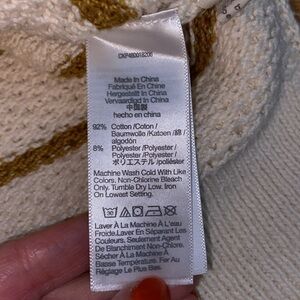 Made In China
Fabriqué En Chine
Hergestellt In China
Vervaardigd In China
中国製
hecho en china
92% Cotton /Coton /
Baumwolle /Katoen /綿 /
algodón
8% Polyester /Polyester /
Polyester /Polyester /
ポリエステル /poliéster
Machine Wash Cold With Like
Colors. Non-Chlorine Bleach
Only. Tumble Dry Low. Iron
On Lowest Setting.
30
Laver À La Machine À Eau
Froide.Laver En Séparant Les
Couleurs. Seulement Agent
De Blanchiment Non-Chlore.
Sécher À La Machine À
Basse Température. Fer Au
Réglage Le Plus Bas.